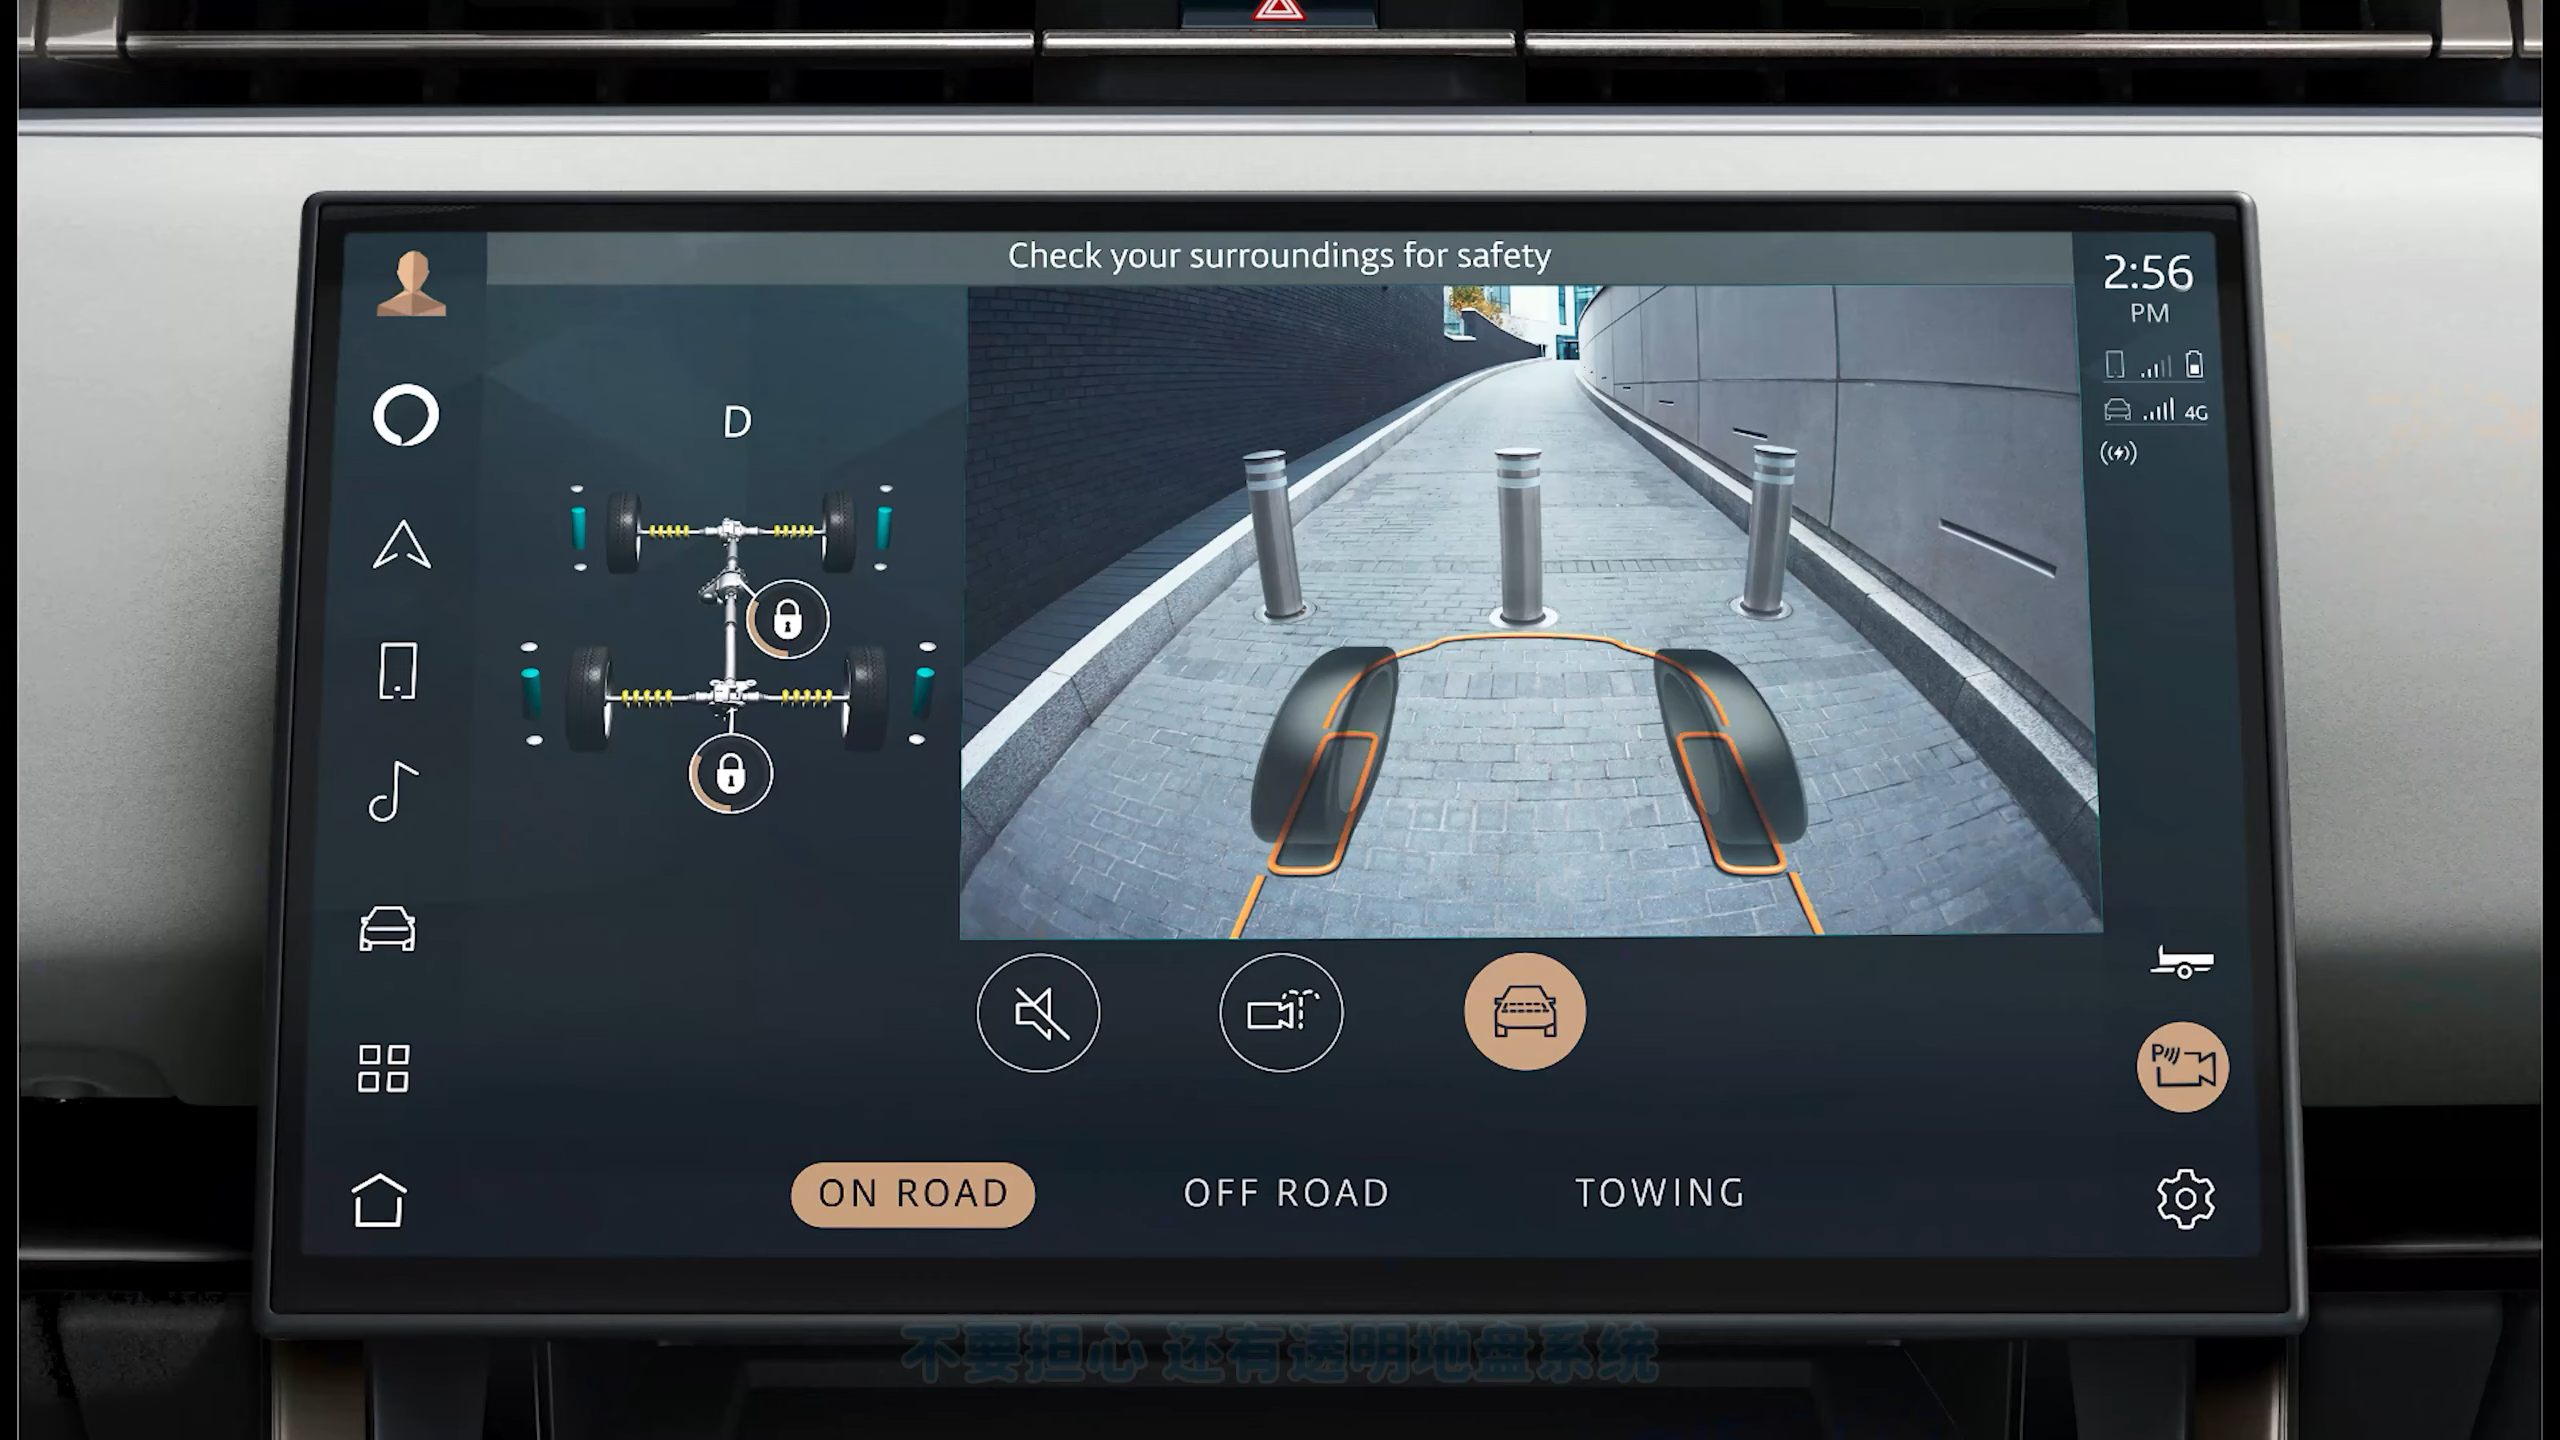 Check your surroundings for safety
2:56
PM
4G
D
P
ON ROAD
OFF ROAD
TOWING
不要担心 还有透明地盘系统